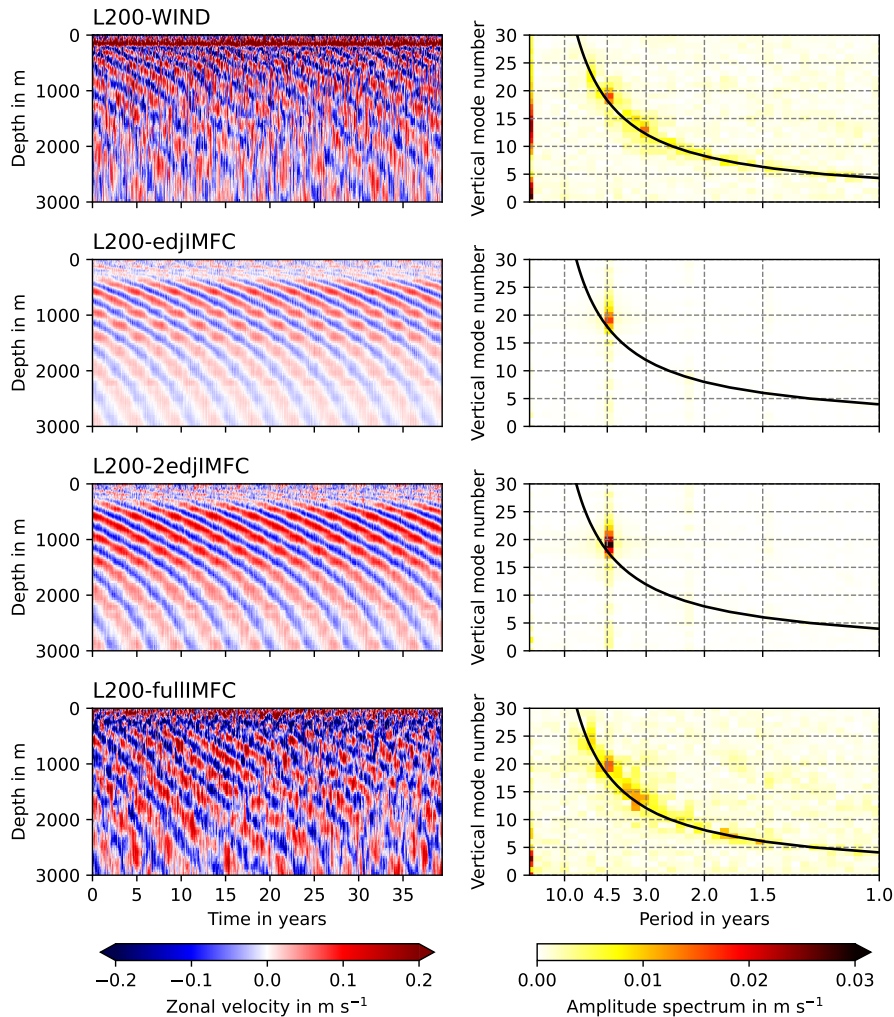 L200-WIND
0
1000
2000
3000
Depth in m
30
25
20
15
10
5
0
Vertical mode number
L200-edjIMFC
0
1000
2000
3000
Depth in m
30
25
20
15
10
5
0
Vertical mode number
L200-2edjIMFC
0
1000
2000
3000
Depth in m
30
25
20
15
10
5
0
Vertical mode number
L200-fullIMFC
0
1000
2000
3000
Depth in m
0 5 10 15 20 25 30 35
Time in years
30
25
20
15
10
5
0
Vertical mode number
10.0 4.5 3.0 2.0 1.5 1.0
Period in years
−0.2 −0.1 0.0 0.1 0.2
Zonal velocity in m s⁻¹
0.00 0.01 0.02 0.03
Amplitude spectrum in m s⁻¹